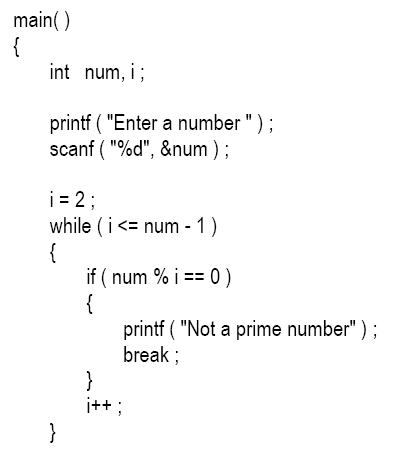 main( )
{
int num, i ;
printf ( "Enter a number " ) ;
scanf ( "%d", &num ) ;
i = 2 ;
while ( i <= num - 1 )
{
if ( num % i == 0 )
{
printf ( "Not a prime number" ) ;
break ;
}
i++ ;
}